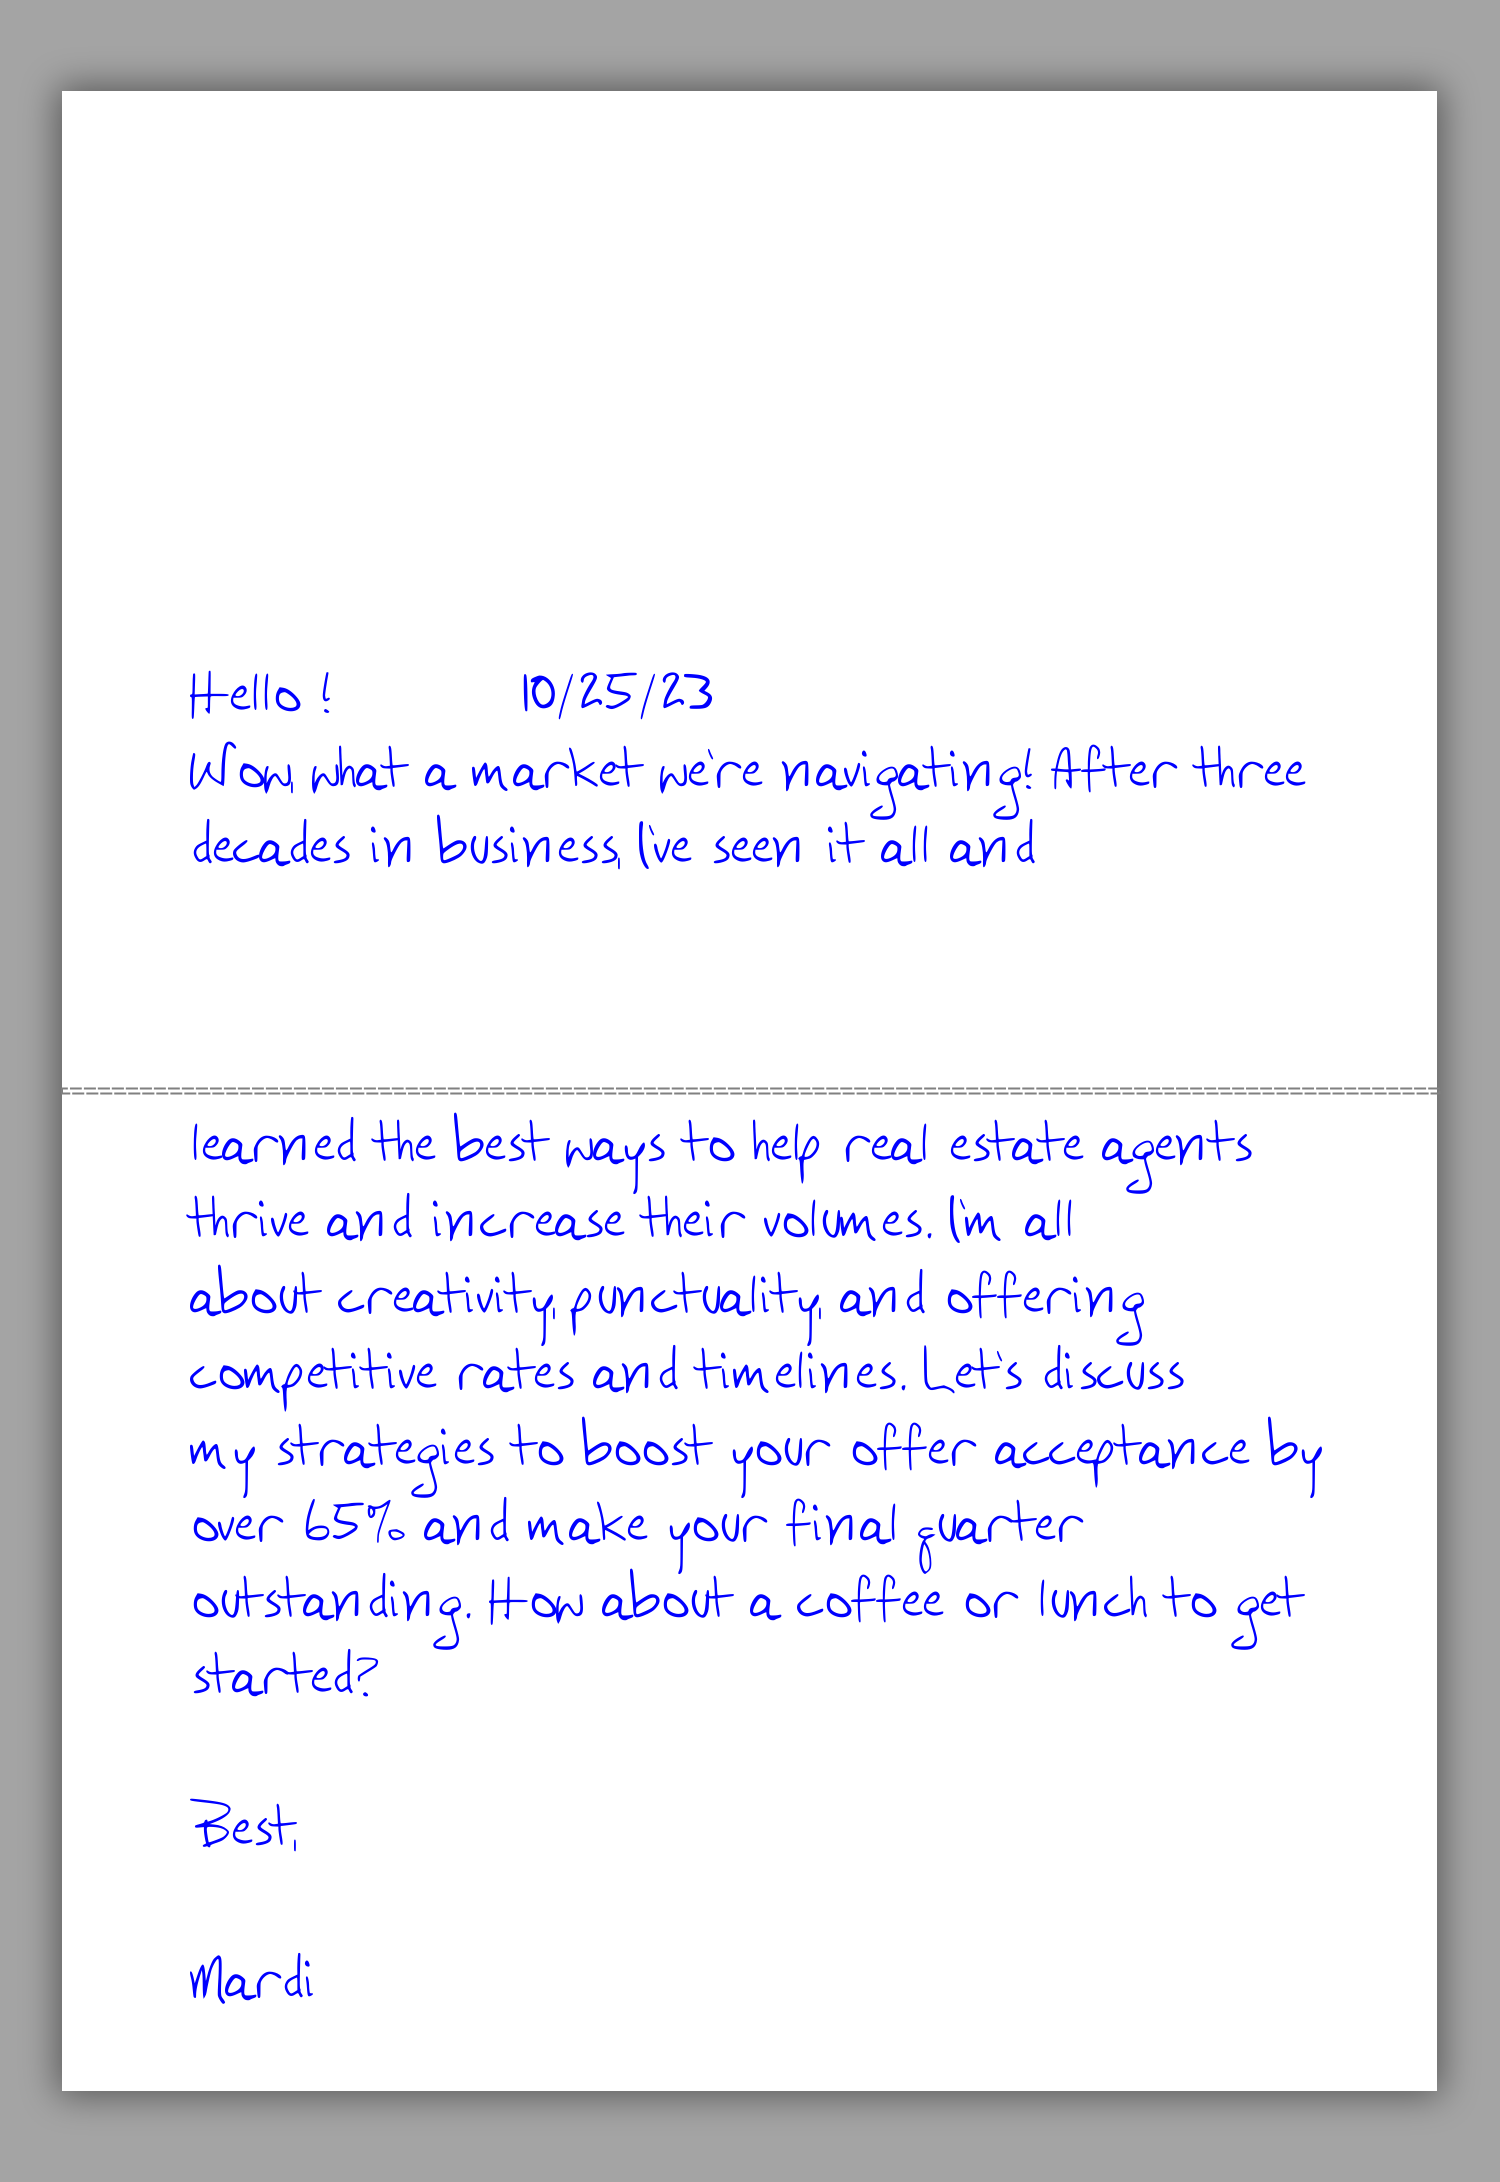 Hello ! 10/25/23
Wow, what a market we're navigating! After three
decades in business, I've seen it all and
learned the best ways to help real estate agents
thrive and increase their volumes. I'm all
about creativity, punctuality, and offering
competitive rates and timelines. Let's discuss
my strategies to boost your offer acceptance by
over 65% and make your final quarter
outstanding. How about a coffee or lunch to get
started?
Best,
Mardi